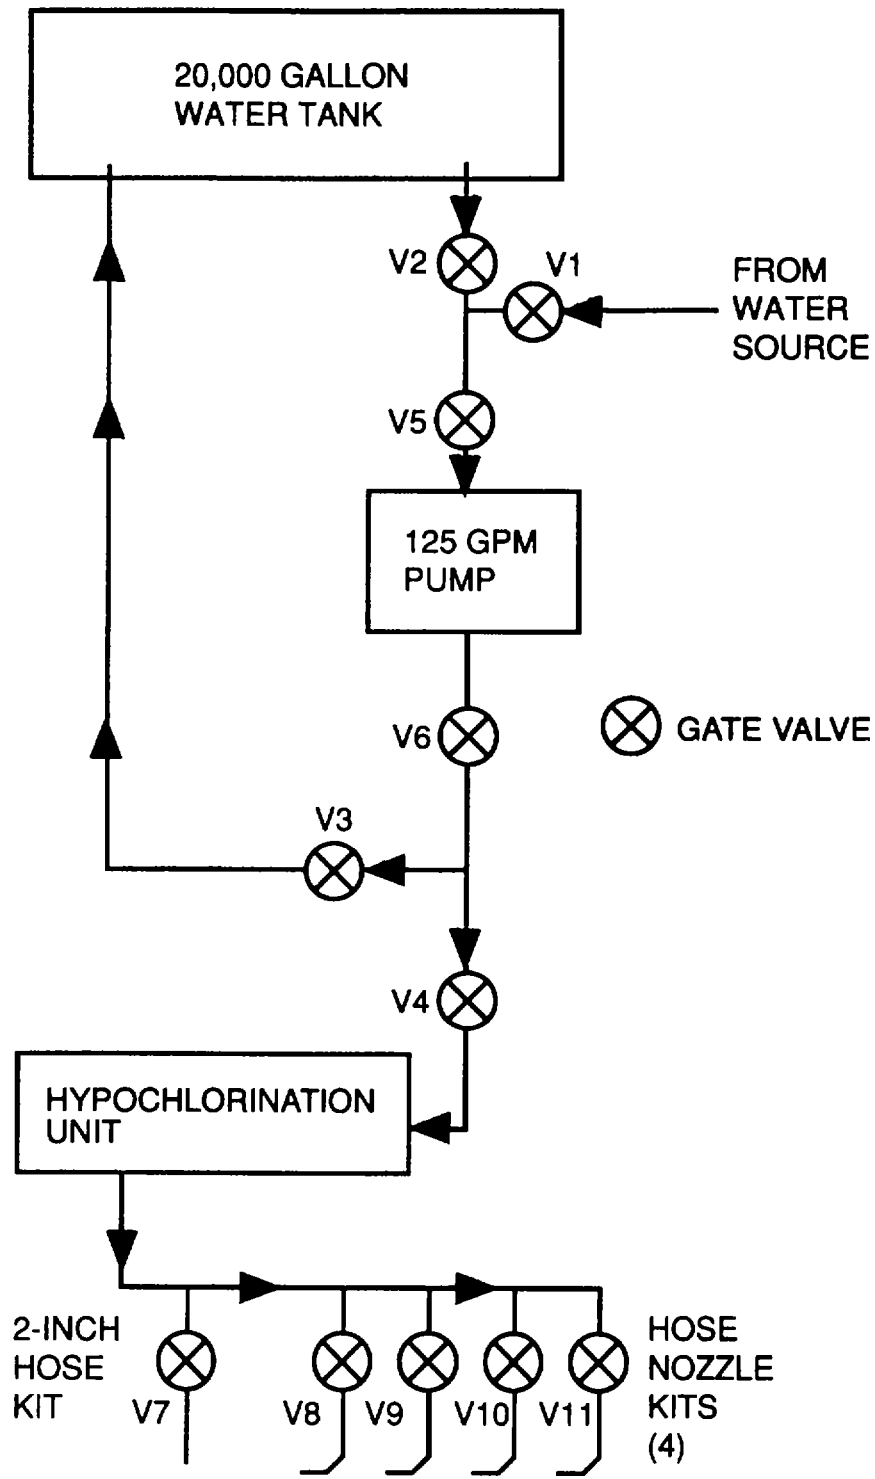 20,000 GALLON
WATER TANK
V2
V1
FROM
WATER
SOURCE
V5
125 GPM
PUMP
V6
GATE VALVE
V3
V4
HYPOCHLORINATION
UNIT
2-INCH
HOSE
KIT
V7
V8
V9
V10
V11
HOSE
NOZZLE
KITS
(4)